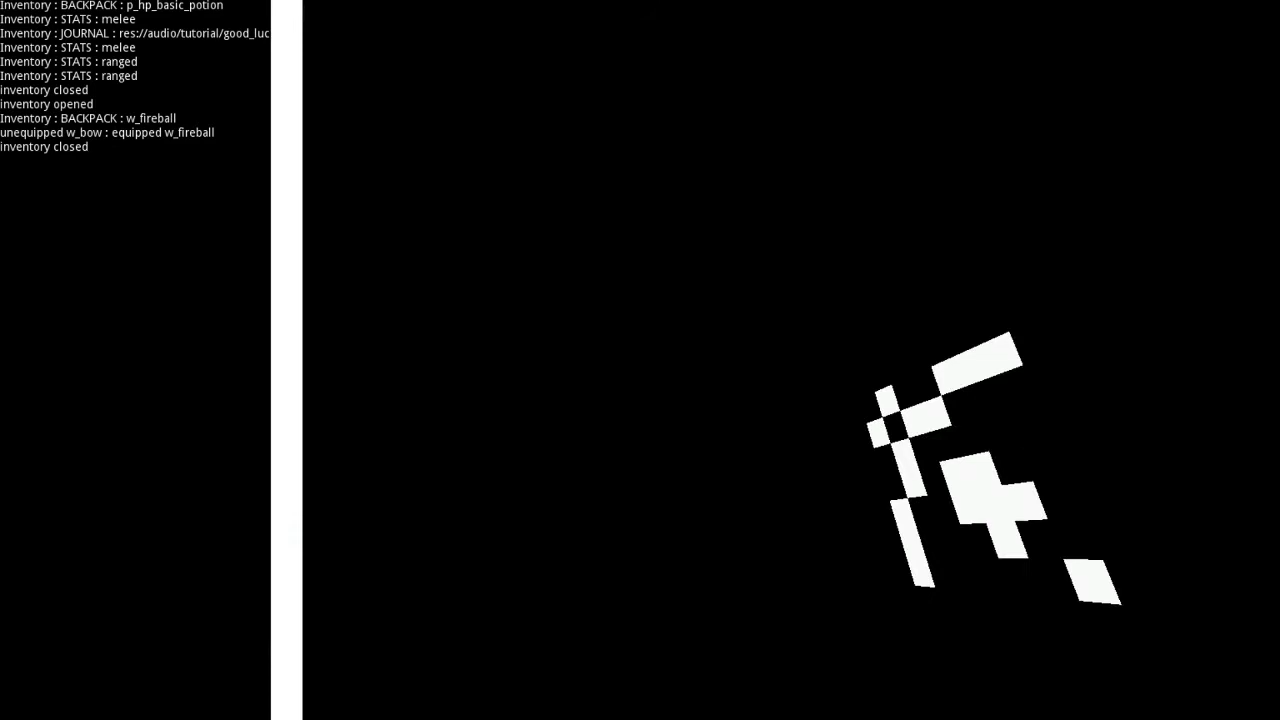 Inventory : BACKPACK : p_hp_basic_potion
Inventory : STATS : melee
Inventory : JOURNAL : res://audio/tutorial/good_luc
Inventory : STATS : melee
Inventory : STATS : ranged
Inventory : STATS : ranged
inventory closed
inventory opened
Inventory : BACKPACK : w_fireball
unequipped w_bow : equipped w_fireball
inventory closed